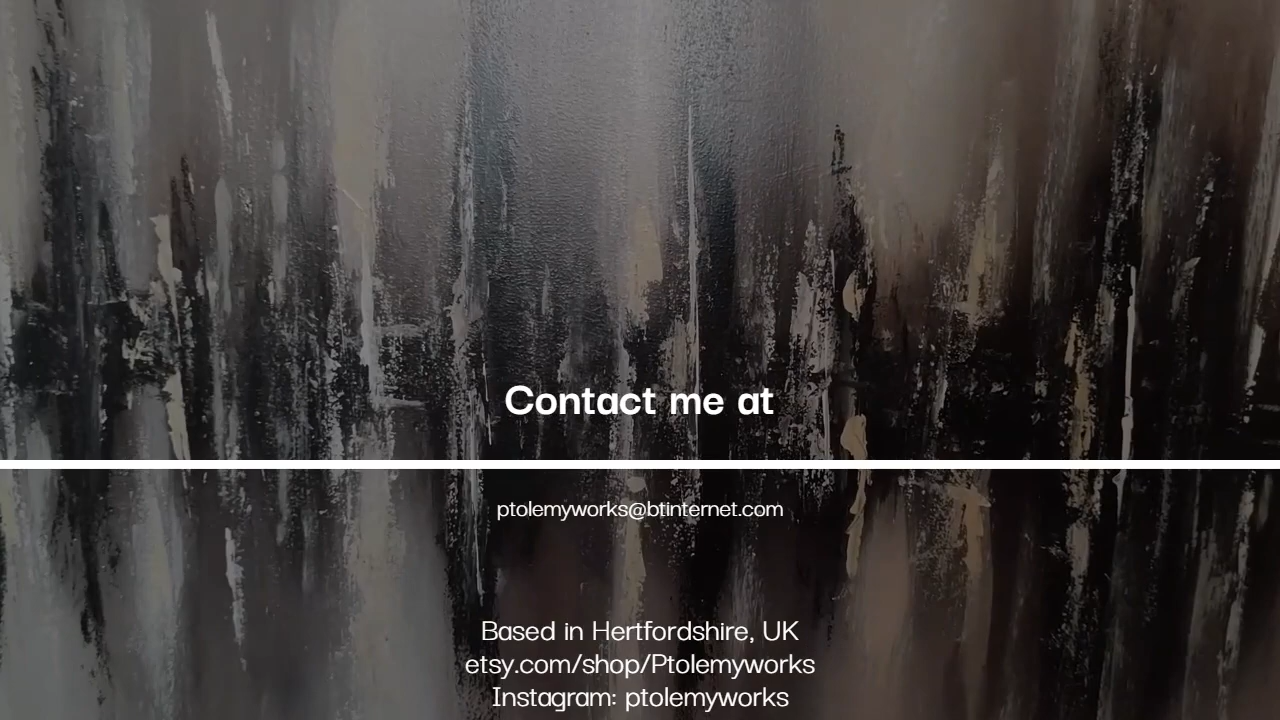 Contact me at
ptolemyworks@btinternet.com
Based in Hertfordshire, UK
etsy.com/shop/Ptolemyworks
Instagram: ptolemyworks